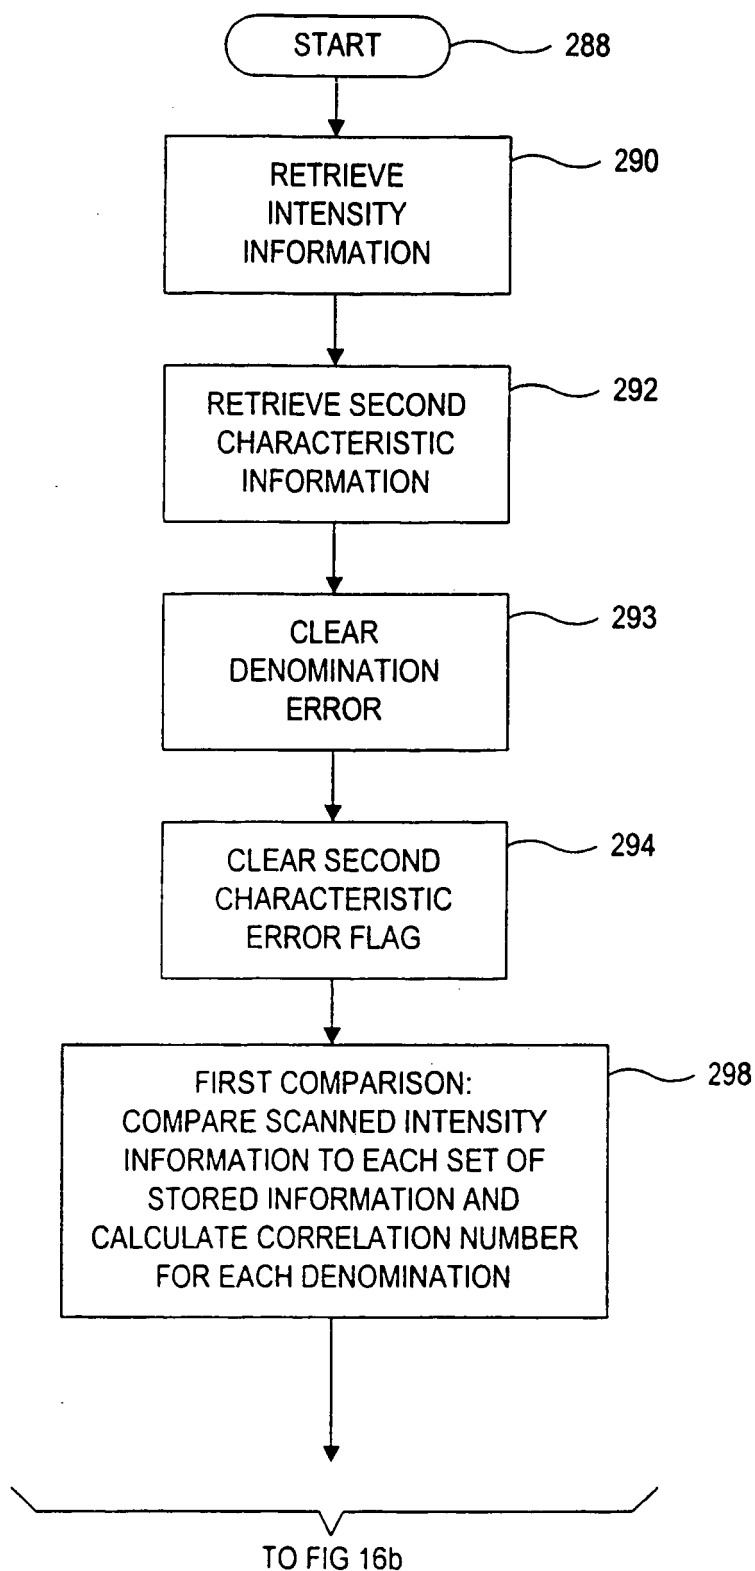 START
288
RETRIEVE
INTENSITY
INFORMATION
290
RETRIEVE SECOND
CHARACTERISTIC
INFORMATION
292
CLEAR
DENOMINATION
ERROR
293
CLEAR SECOND
CHARACTERISTIC
ERROR FLAG
294
FIRST COMPARISON:
COMPARE SCANNED INTENSITY
INFORMATION TO EACH SET OF
STORED INFORMATION AND
CALCULATE CORRELATION NUMBER
FOR EACH DENOMINATION
298
TO FIG 16b